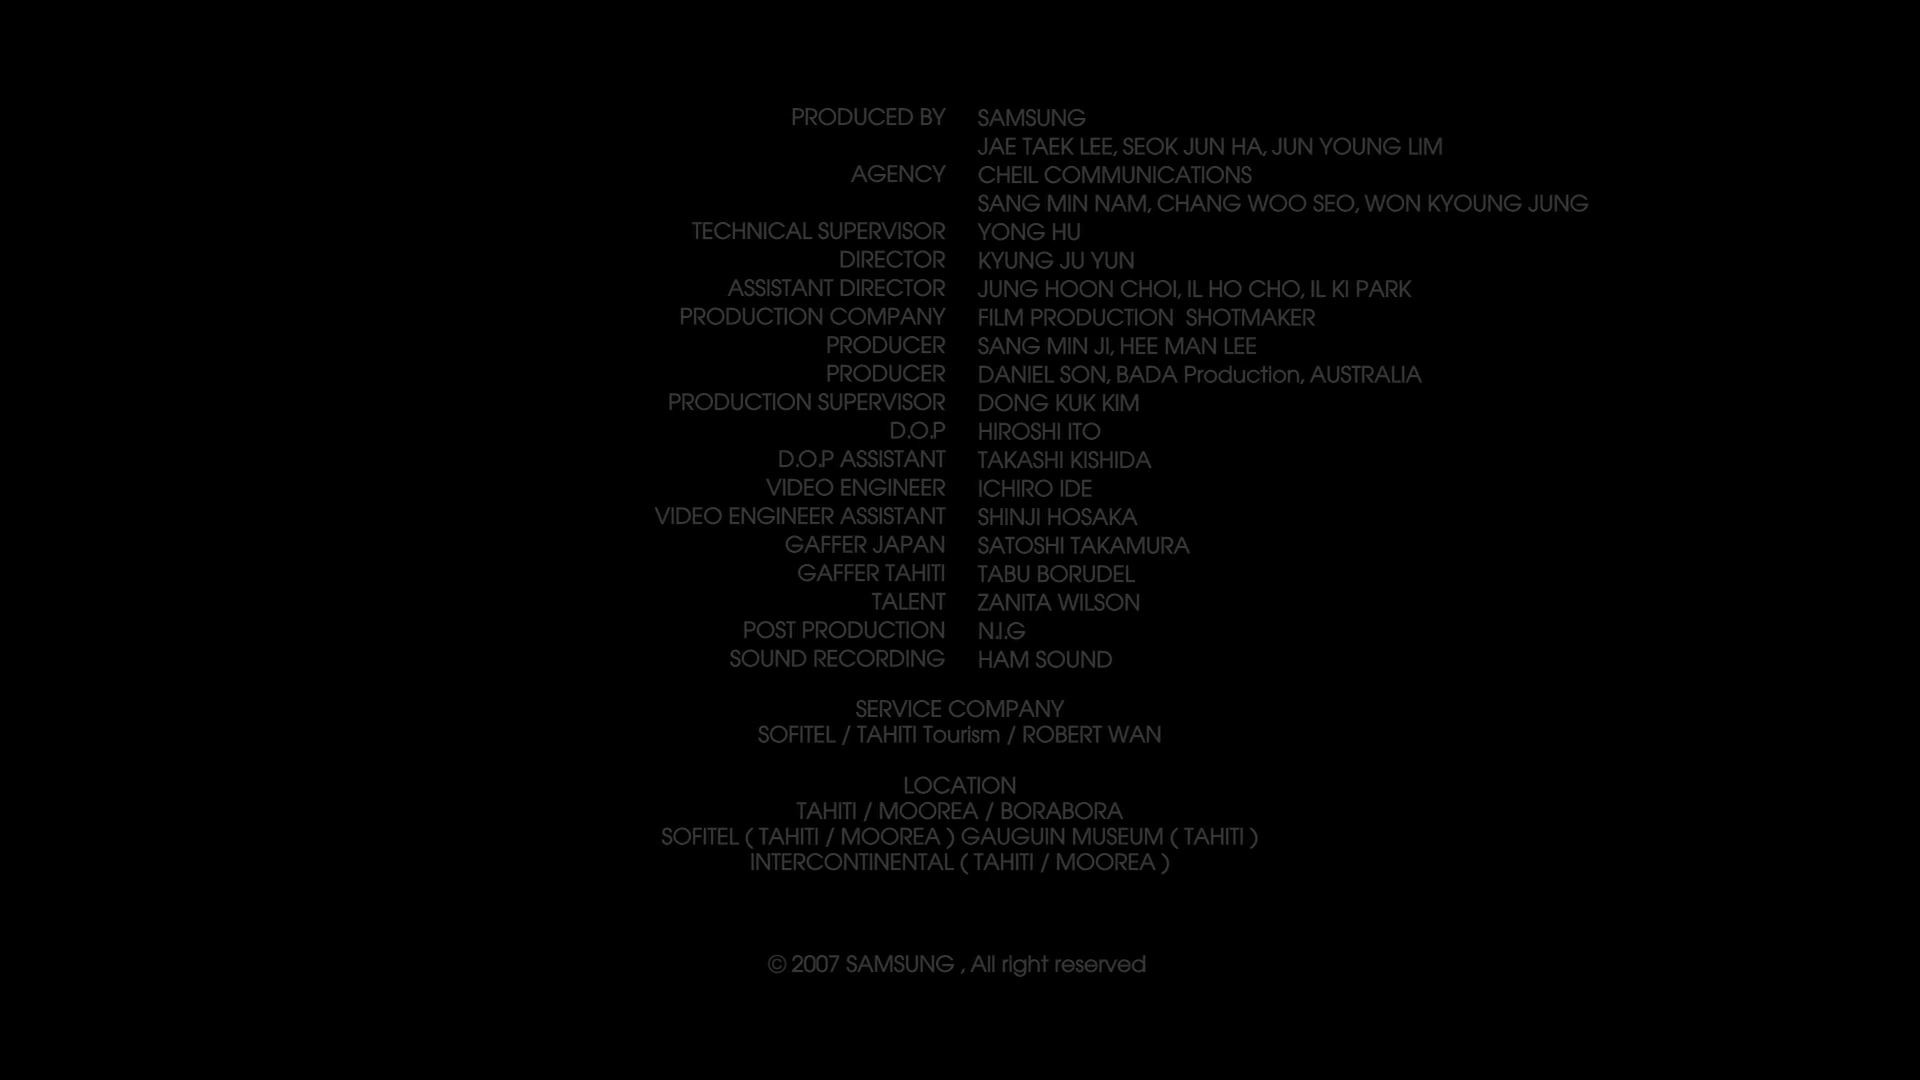 PRODUCED BY SAMSUNG
JAE TAEK LEE, SEOK JUN HA, JUN YOUNG LIM
AGENCY CHEIL COMMUNICATIONS
SANG MIN NAM, CHANG WOO SEO, WON KYOUNG JUNG
TECHNICAL SUPERVISOR YONG HU
DIRECTOR KYUNG JU YUN
ASSISTANT DIRECTOR JUNG HOON CHOI, IL HO CHO, IL KI PARK
PRODUCTION COMPANY FILM PRODUCTION SHOTMAKER
PRODUCER SANG MIN JI, HEE MAN LEE
PRODUCER DANIEL SON, BADA Production, AUSTRALIA
PRODUCTION SUPERVISOR DONG KUK KIM
D.O.P HIROSHI ITO
D.O.P ASSISTANT TAKASHI KISHIDA
VIDEO ENGINEER ICHIRO IDE
VIDEO ENGINEER ASSISTANT SHINJI HOSAKA
GAFFER JAPAN SATOSHI TAKAMURA
GAFFER TAHITI TABU BORUDEL
TALENT ZANITA WILSON
POST PRODUCTION N.I.G
SOUND RECORDING HAM SOUND
SERVICE COMPANY
SOFITEL / TAHITI Tourism / ROBERT WAN
LOCATION
TAHITI / MOOREA / BORABORA
SOFITEL ( TAHITI / MOOREA ) GAUGUIN MUSEUM ( TAHITI )
INTERCONTINENTAL ( TAHITI / MOOREA )
© 2007 SAMSUNG , All right reserved